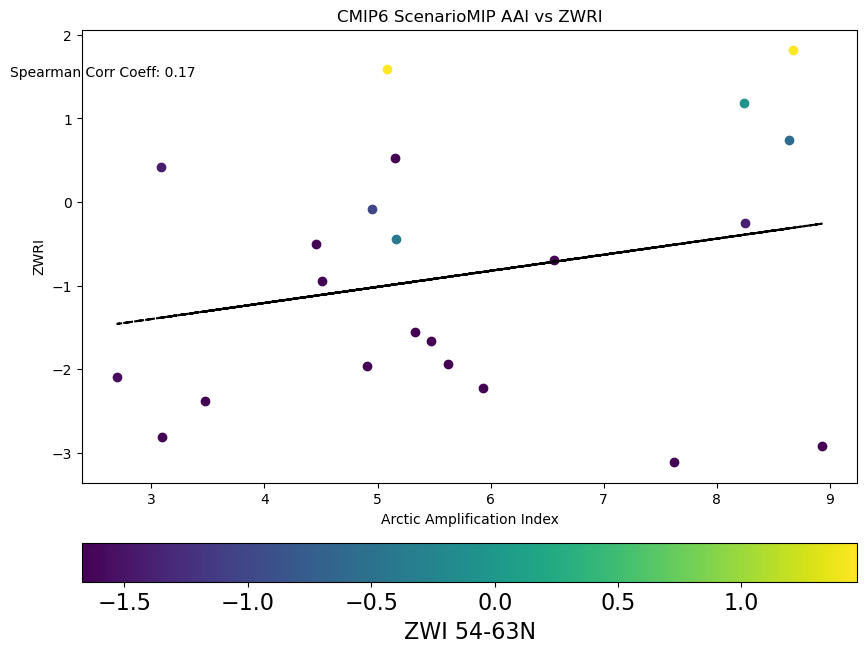 CMIP6 ScenarioMIP AAI vs ZWRI
2
Spearman Corr Coeff: 0.17
1
0
ZWRI
−1
−2
−3
3 4 5 6 7 8 9
Arctic Amplification Index
−1.5 −1.0 −0.5 0.0 0.5 1.0
ZWI 54-63N